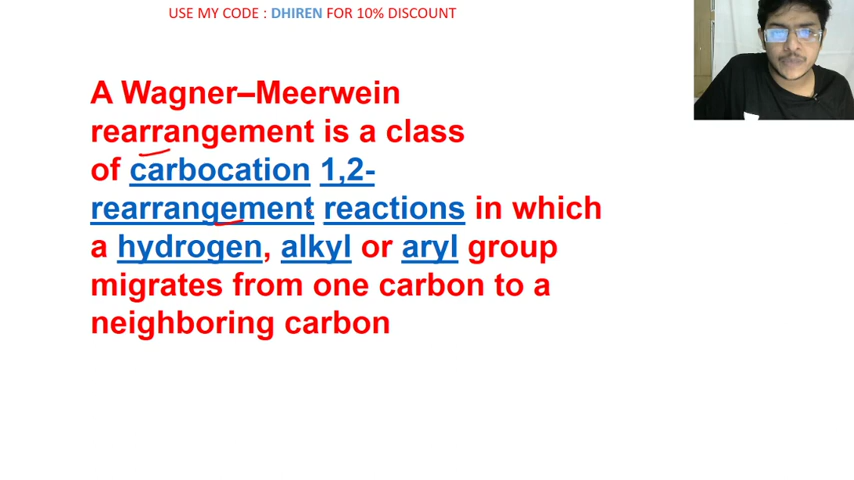 USE MY CODE : DHIREN FOR 10% DISCOUNT
A Wagner–Meerwein
rearrangement is a class
of carbocation 1,2-
rearrangement reactions in which
a hydrogen, alkyl or aryl group
migrates from one carbon to a
neighboring carbon